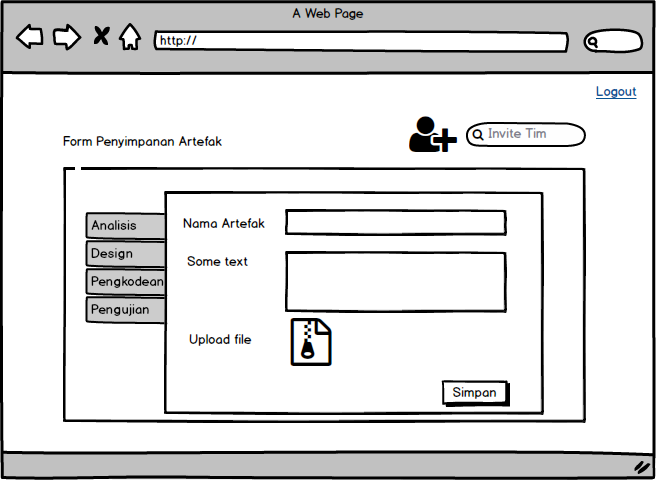 A Web Page
http://
Logout
Invite Tim
Form Penyimpanan Artefak
Nama Artefak
Analisis
Design
Some text
Pengkodean
Pengujian
Upload file
Simpan